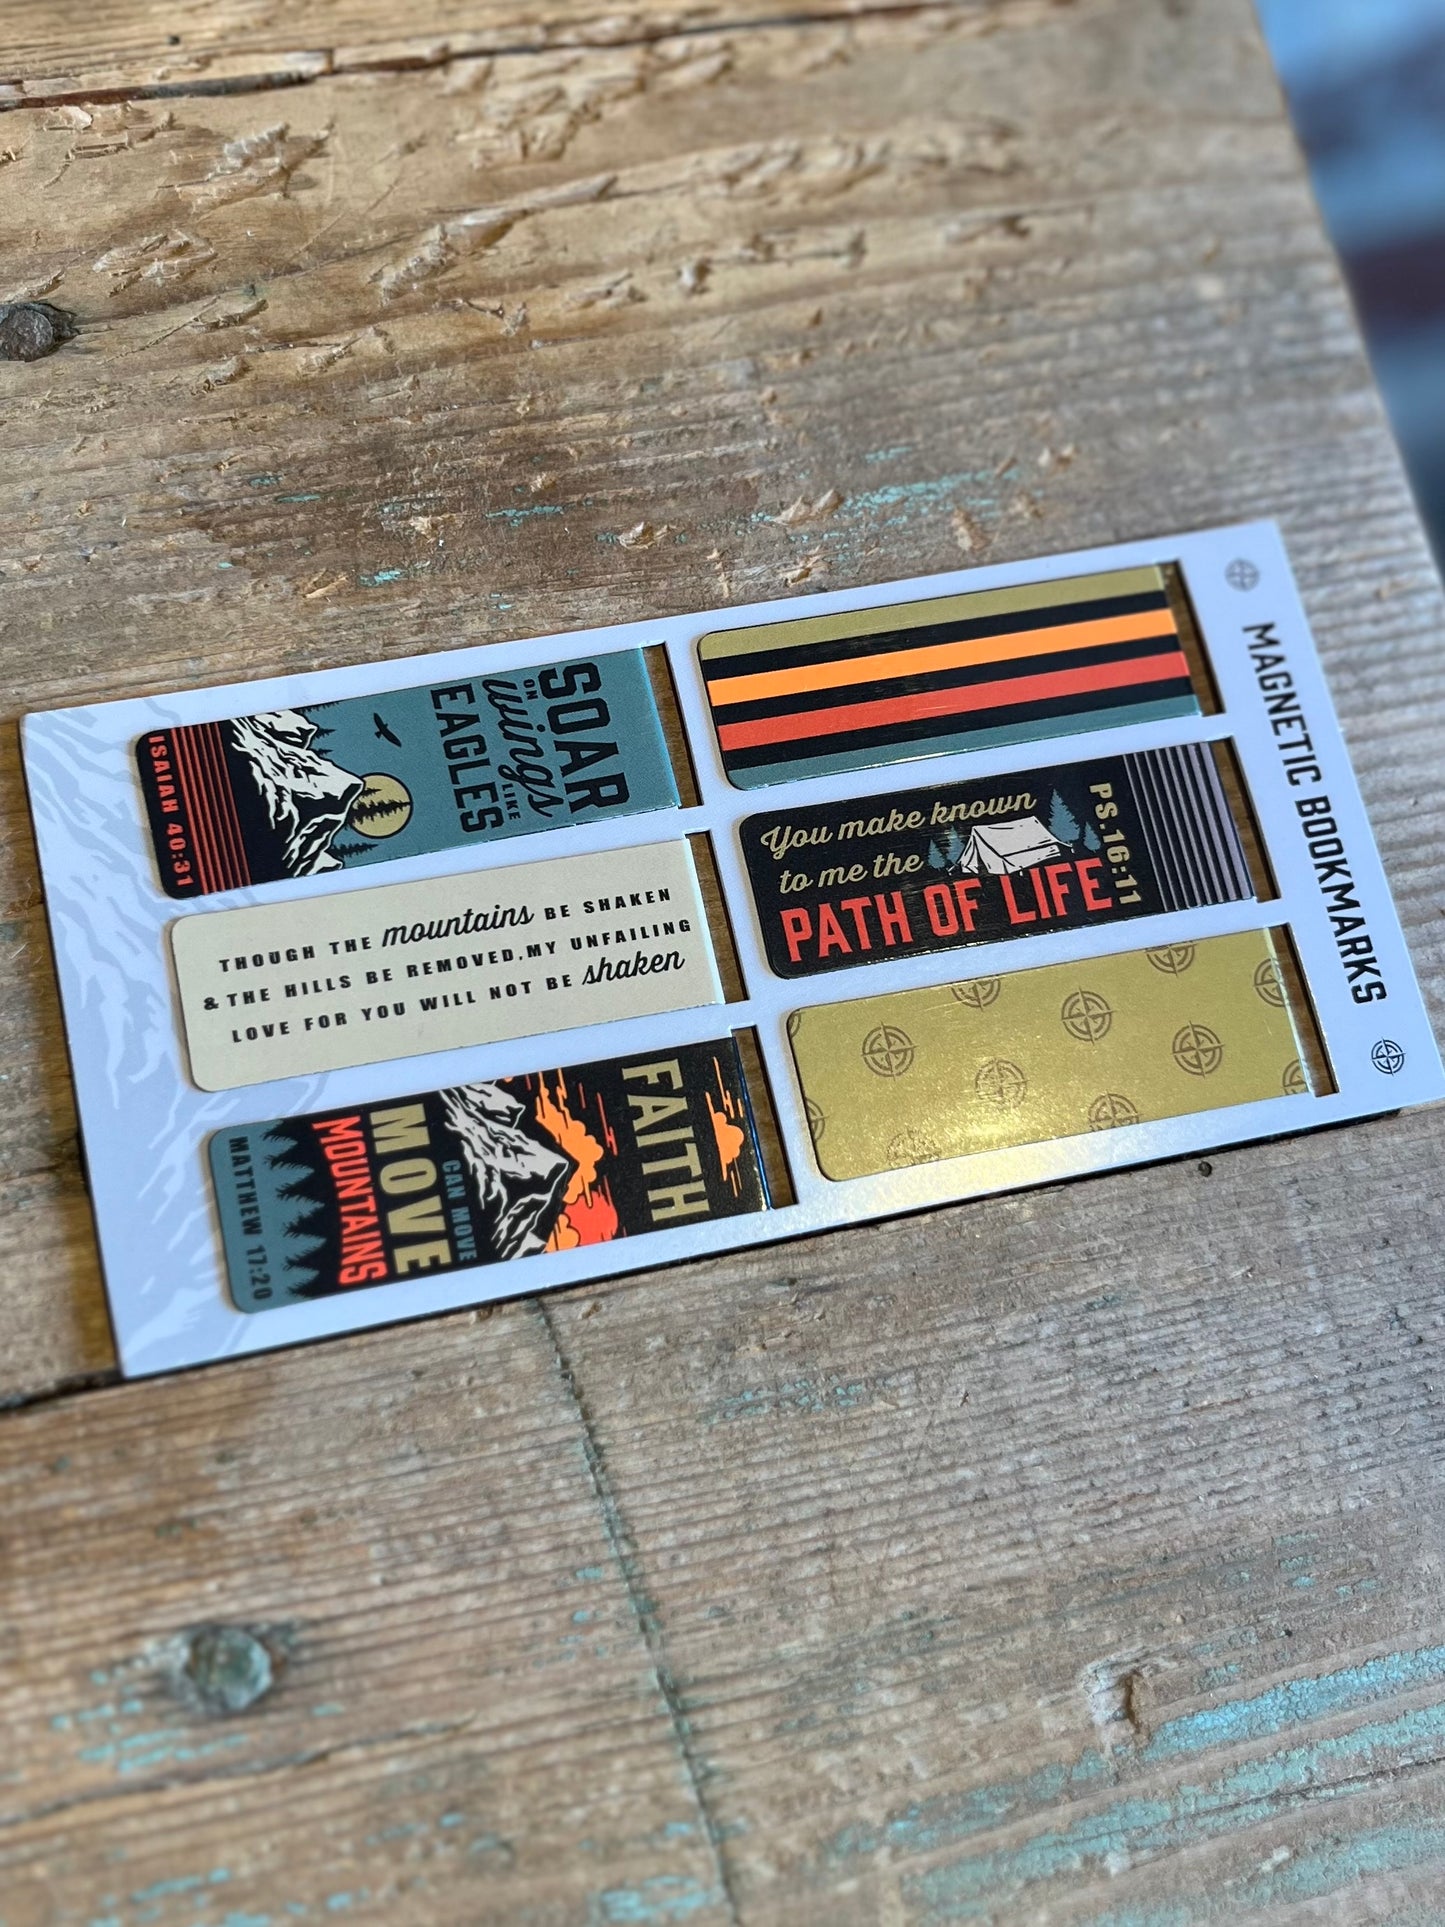 MAGNETIC BOOKMARKS
SOAR
ON
wings
LIKE
EAGLES
ISAIAH 40:31
THOUGH THE mountains BE SHAKEN
& THE HILLS BE REMOVED, MY UNFAILING
LOVE FOR YOU WILL NOT BE shaken
FAITH
CAN MOVE
MOVE
MOUNTAINS
MATTHEW 17:20
You make known
to me the
PATH OF LIFE
PS.16:11